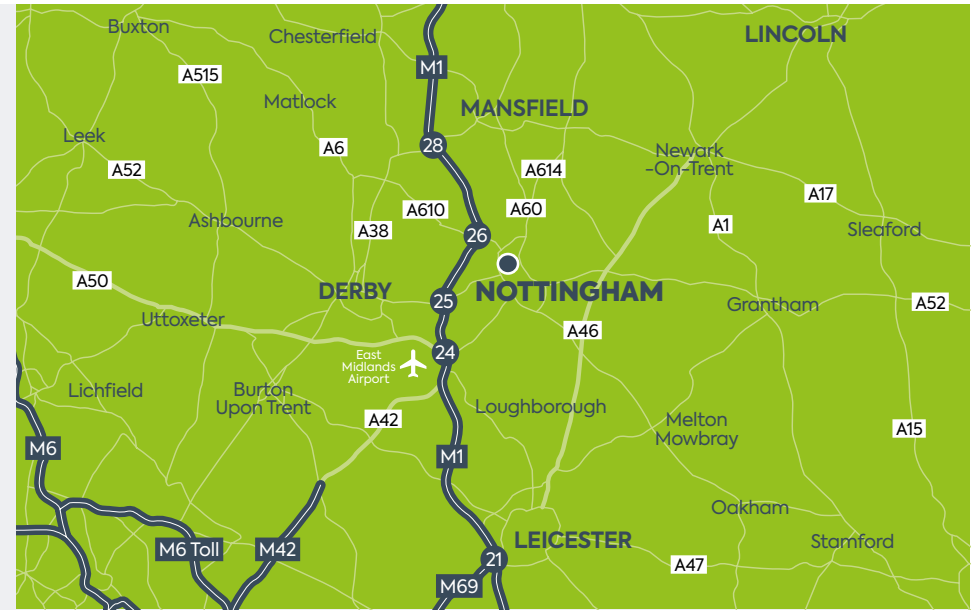 Buxton
Chesterfield
LINCOLN
M1
A515
Matlock
MANSFIELD
Leek
A6
28
Newark
-On-Trent
A52
A614
A17
A610
A60
Ashbourne
A38
A1
Sleaford
26
A50
DERBY
NOTTINGHAM
25
Grantham
A52
Uttoxeter
A46
24
East
Midlands
Airport
Lichfield
Burton
Upon Trent
Loughborough
A42
Melton
Mowbray
A15
M6
M1
Oakham
M6 Toll
M42
LEICESTER
Stamford
21
A47
M69